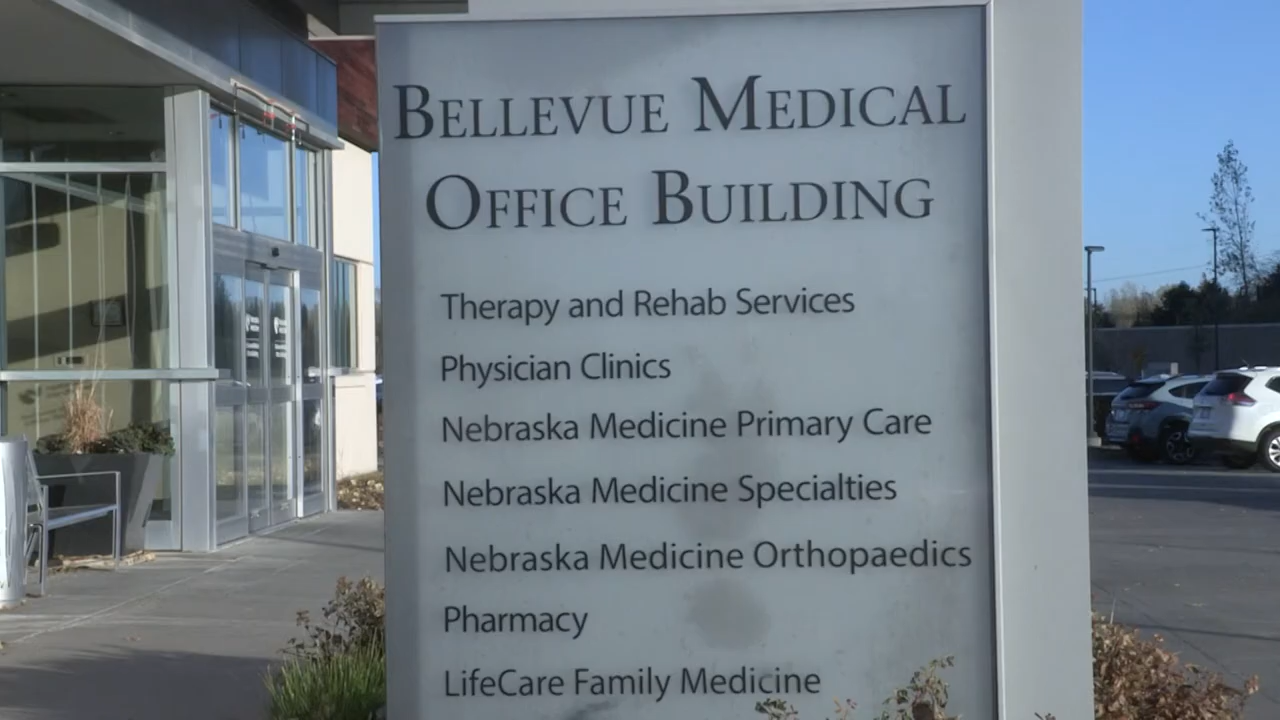 Bellevue Medical
Office Building
Therapy and Rehab Services
Physician Clinics
Nebraska Medicine Primary Care
Nebraska Medicine Specialties
Nebraska Medicine Orthopaedics
Pharmacy
LifeCare Family Medicine